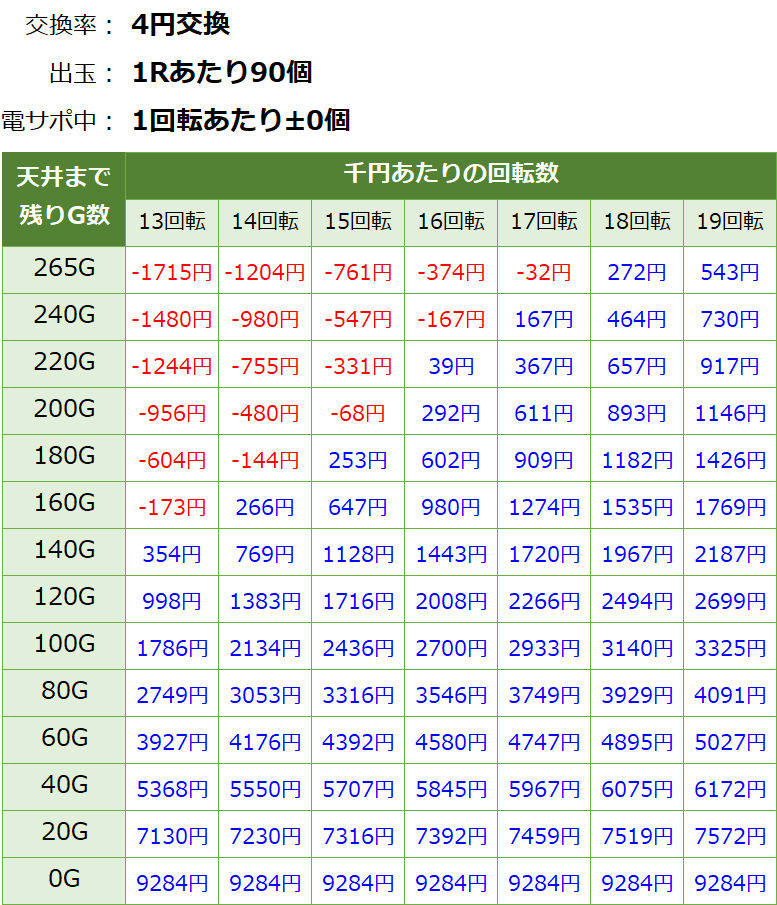 交換率： 4円交換
出玉： 1Rあたり90個
電サポ中： 1回転あたり±0個
天井まで残りG数 千円あたりの回転数
13回転 14回転 15回転 16回転 17回転 18回転 19回転
265G -1715円 -1204円 -761円 -374円 -32円 272円 543円
240G -1480円 -980円 -547円 -167円 167円 464円 730円
220G -1244円 -755円 -331円 39円 367円 657円 917円
200G -956円 -480円 -68円 292円 611円 893円 1146円
180G -604円 -144円 253円 602円 909円 1182円 1426円
160G -173円 266円 647円 980円 1274円 1535円 1769円
140G 354円 769円 1128円 1443円 1720円 1967円 2187円
120G 998円 1383円 1716円 2008円 2266円 2494円 2699円
100G 1786円 2134円 2436円 2700円 2933円 3140円 3325円
80G 2749円 3053円 3316円 3546円 3749円 3929円 4091円
60G 3927円 4176円 4392円 4580円 4747円 4895円 5027円
40G 5368円 5550円 5707円 5845円 5967円 6075円 6172円
20G 7130円 7230円 7316円 7392円 7459円 7519円 7572円
0G 9284円 9284円 9284円 9284円 9284円 9284円 9284円